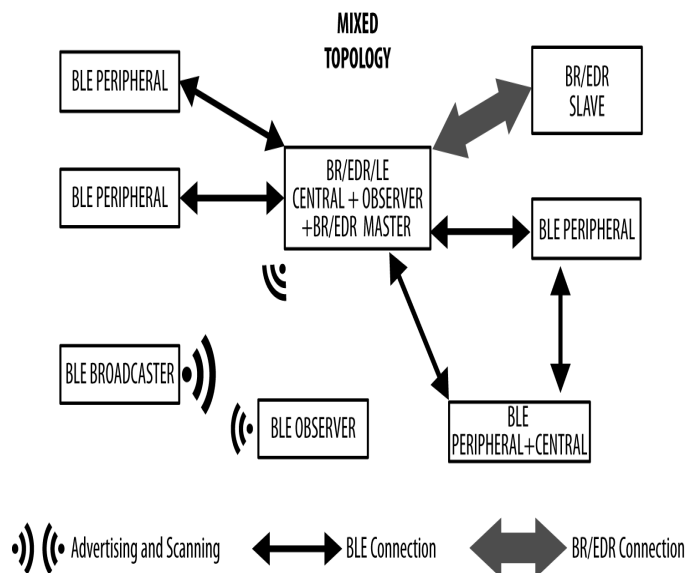 MIXED
TOPOLOGY
BLE PERIPHERAL
BR/EDR
SLAVE
BLE PERIPHERAL
BR/EDR/LE
CENTRAL + OBSERVER
+BR/EDR MASTER
BLE PERIPHERAL
BLE BROADCASTER
BLE OBSERVER
BLE
PERIPHERAL+CENTRAL
Advertising and Scanning
BLE Connection
BR/EDR Connection